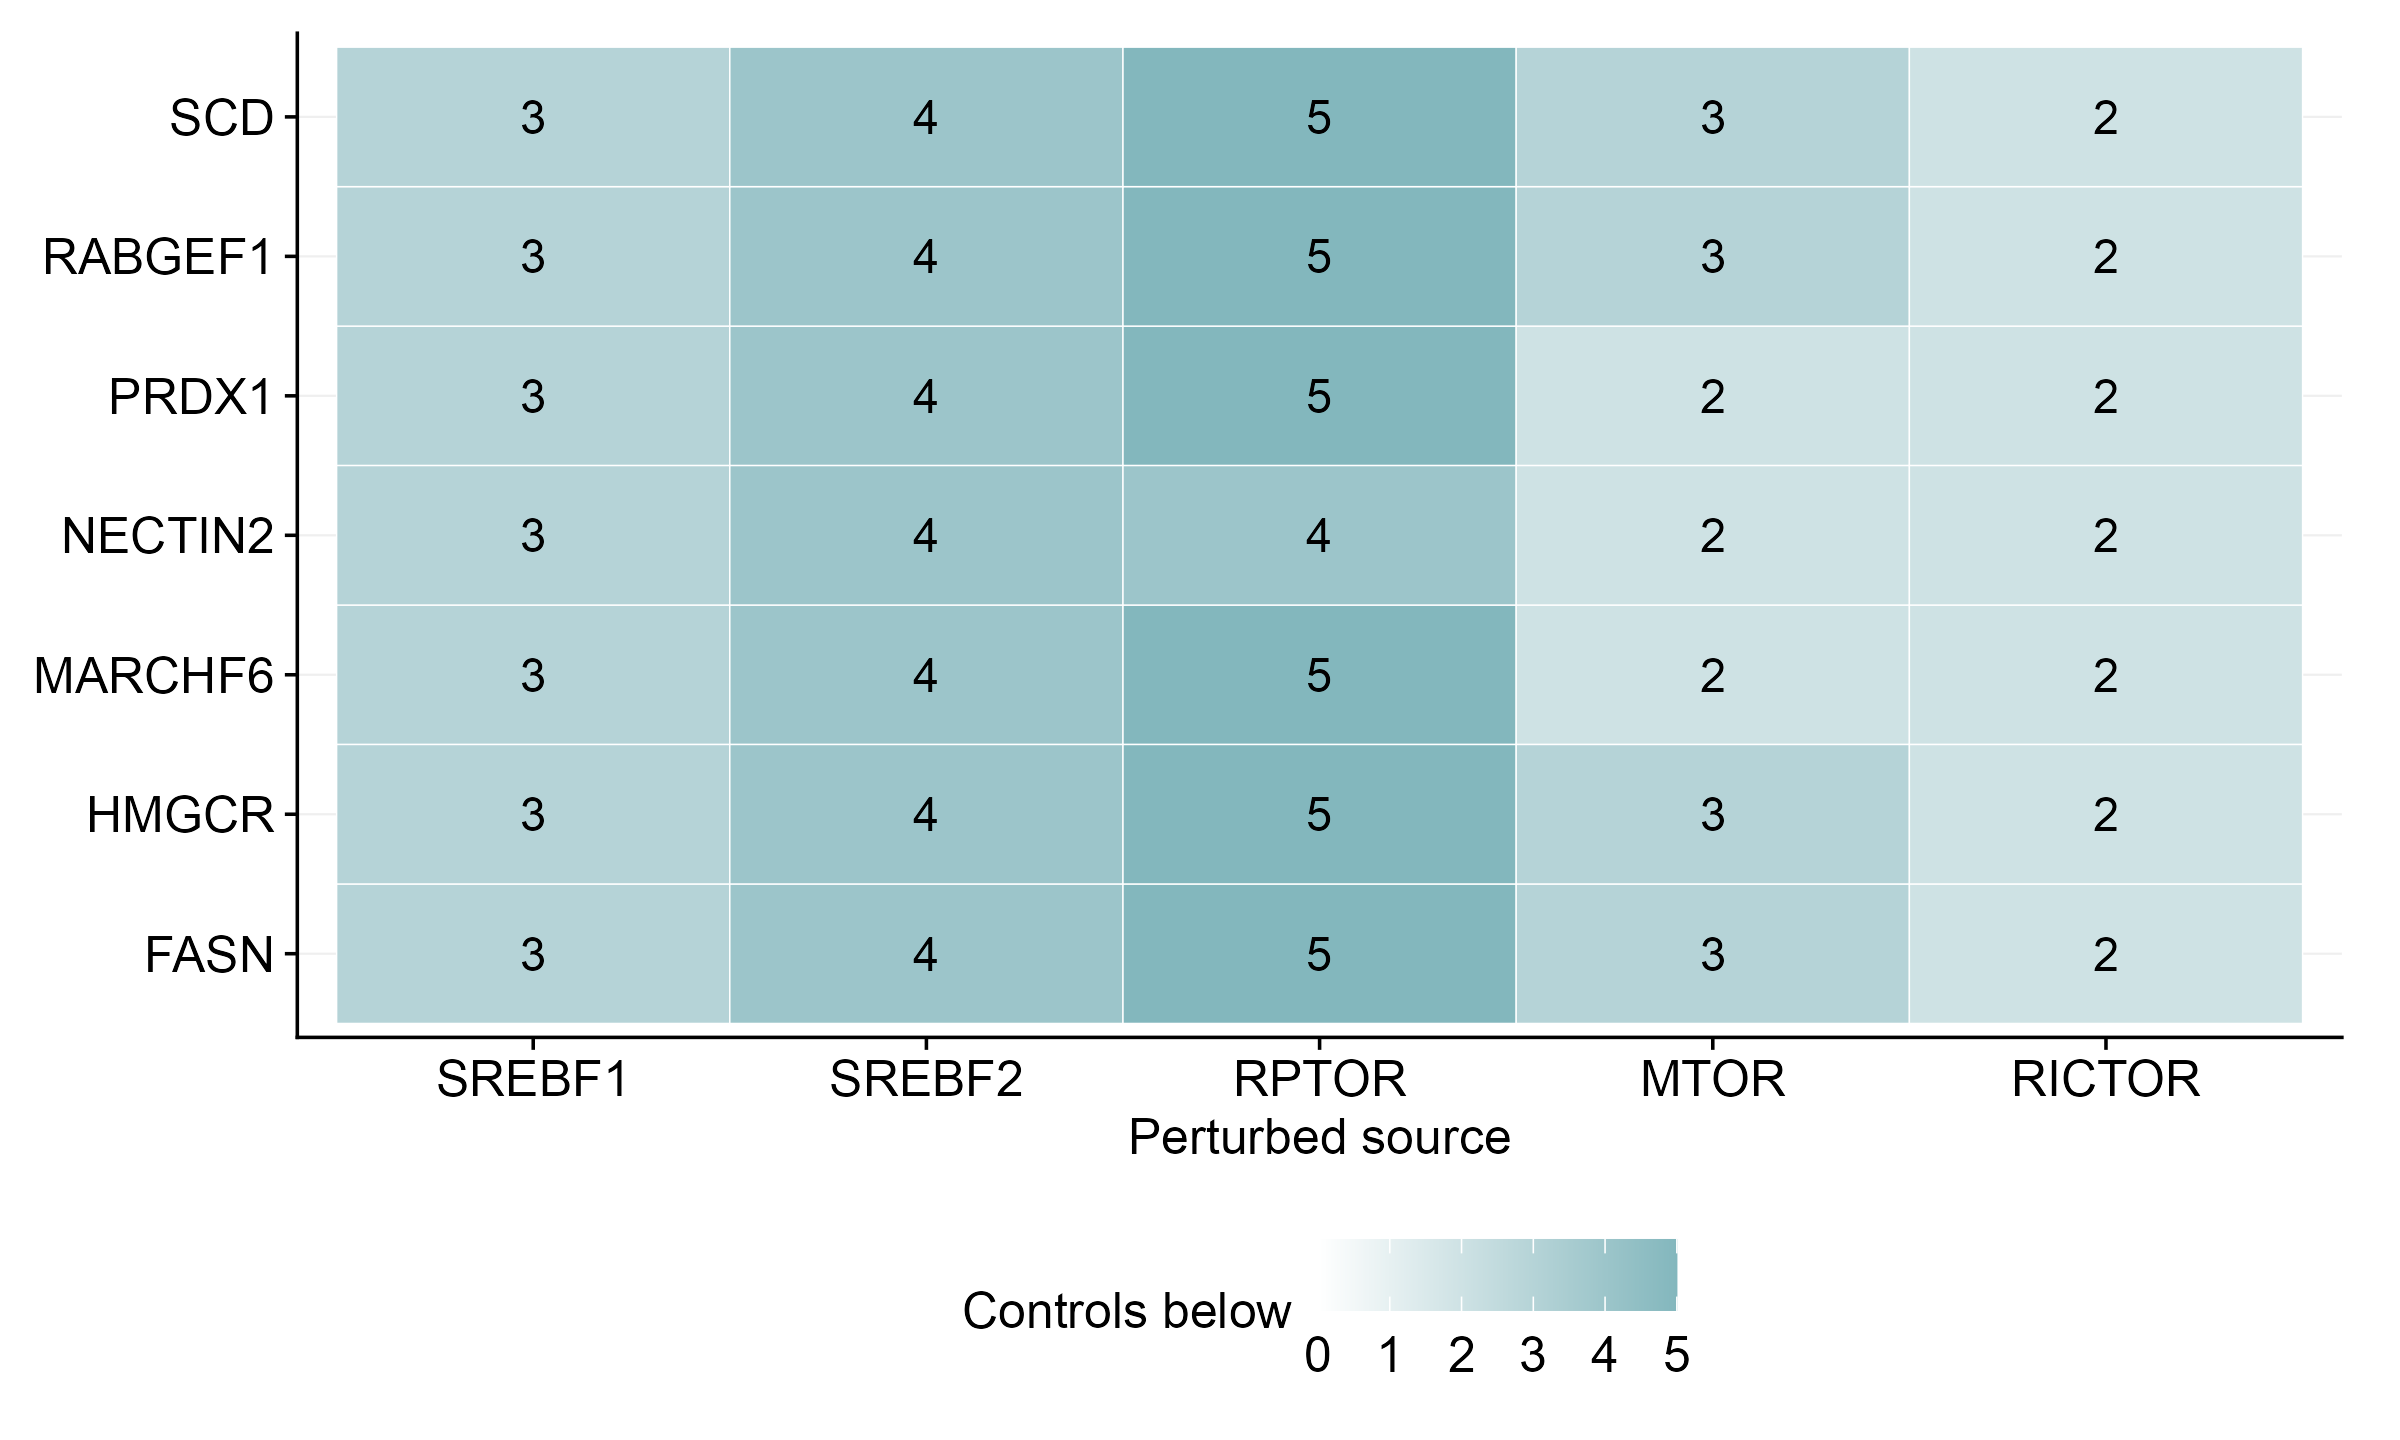 SCD 3 4 5 3 2
RABGEF1 3 4 5 3 2
PRDX1 3 4 5 2 2
NECTIN2 3 4 4 2 2
MARCHF6 3 4 5 2 2
HMGCR 3 4 5 3 2
FASN 3 4 5 3 2
SREBF1 SREBF2 RPTOR MTOR RICTOR
Perturbed source
Controls below
0 1 2 3 4 5